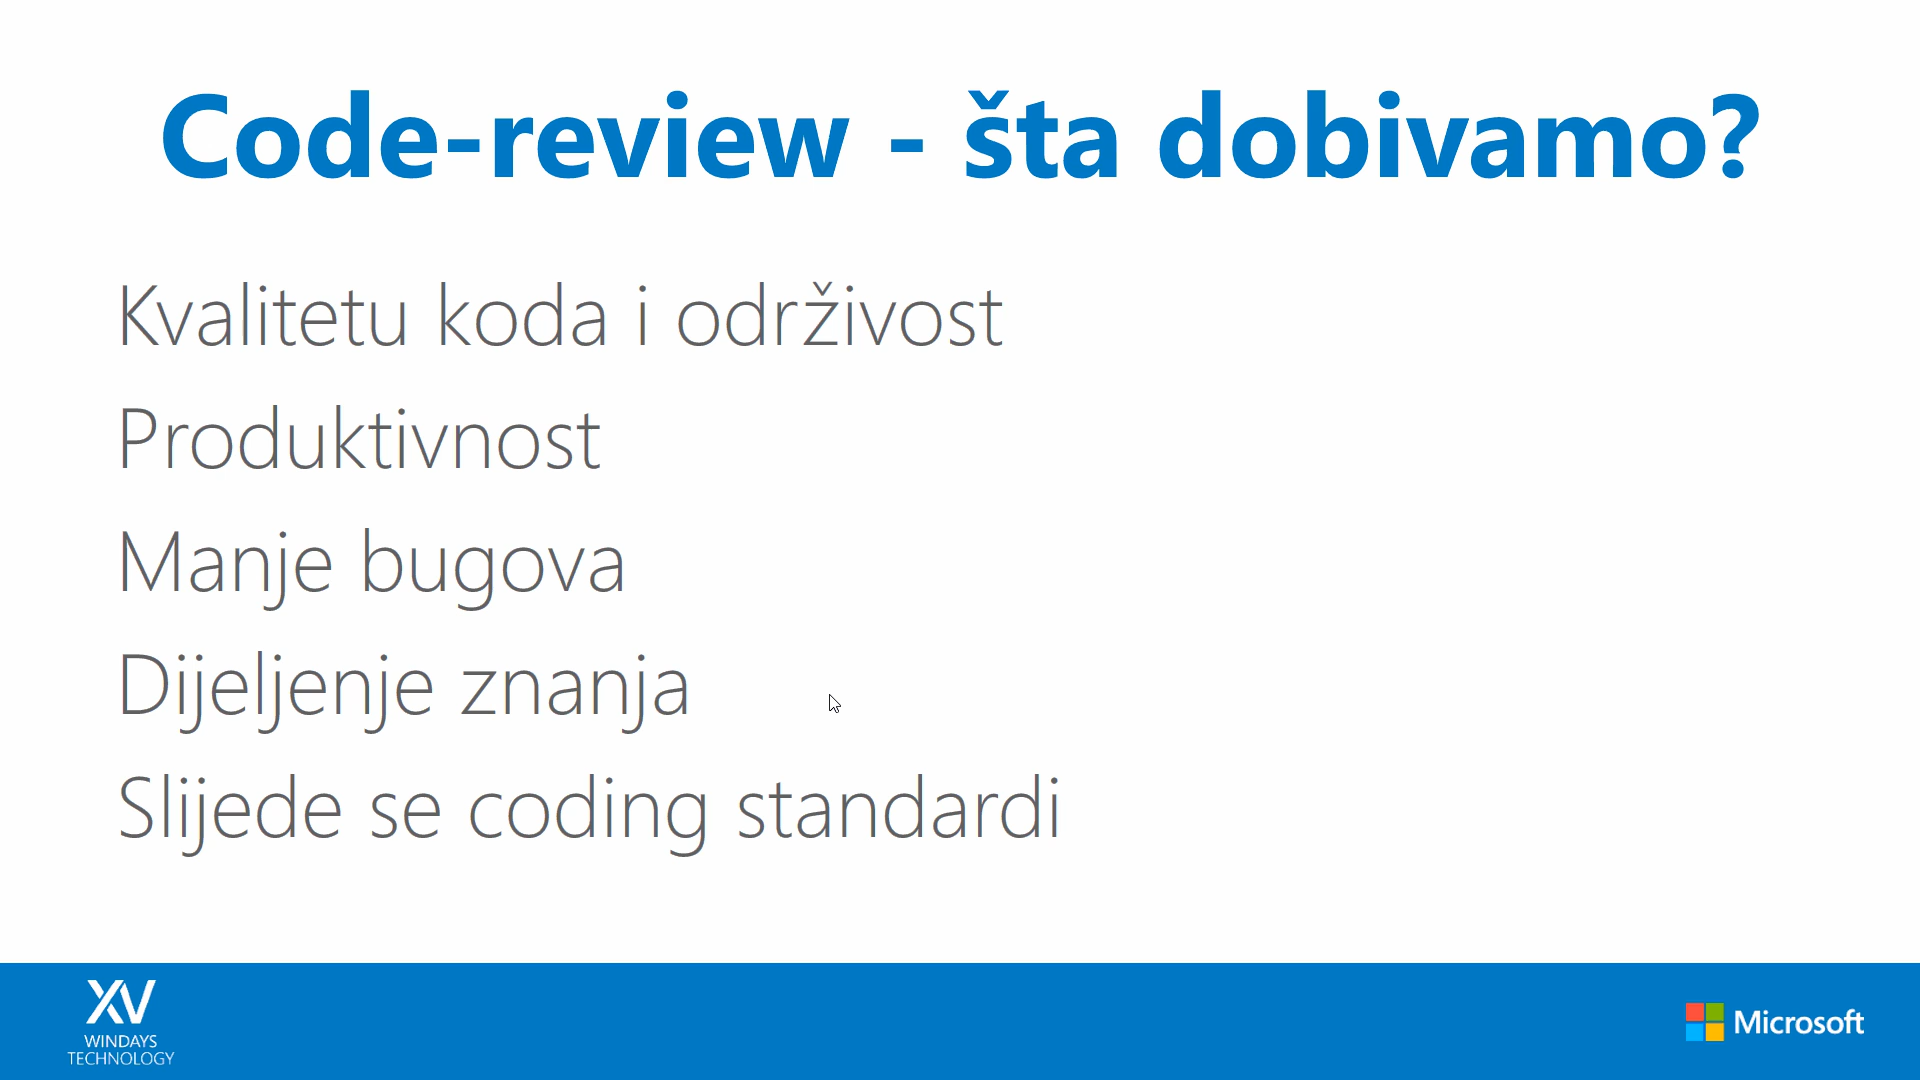 Code-review - šta dobivamo?
Kvalitetu koda i održivost
Produktivnost
Manje bugova
Dijeljenje znanja
Slijede se coding standardi
XV
WINDAYS
TECHNOLOGY
Microsoft